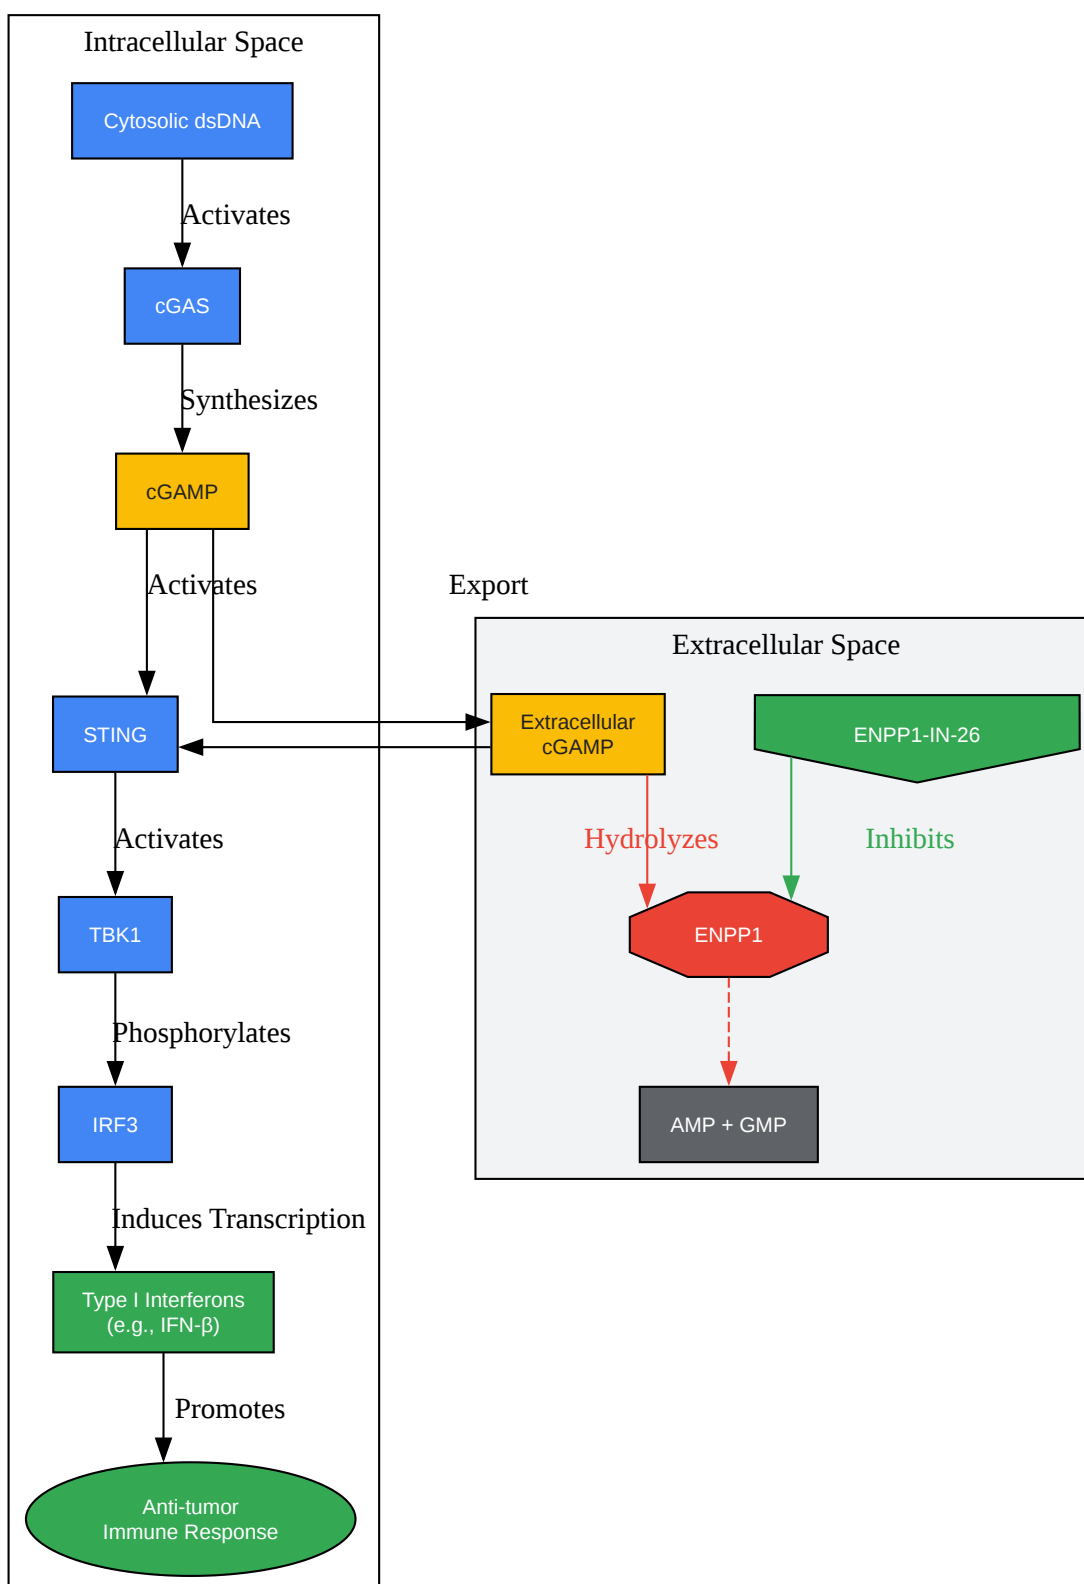 Intracellular Space
Cytosolic dsDNA
Activates
cGAS
Synthesizes
cGAMP
Activates
Export
Extracellular Space
Extracellular
cGAMP
ENPP1-IN-26
STING
Hydrolyzes
Inhibits
Activates
TBK1
ENPP1
Phosphorylates
IRF3
AMP + GMP
Induces Transcription
Type I Interferons
(e.g., IFN-β)
Promotes
Anti-tumor
Immune Response